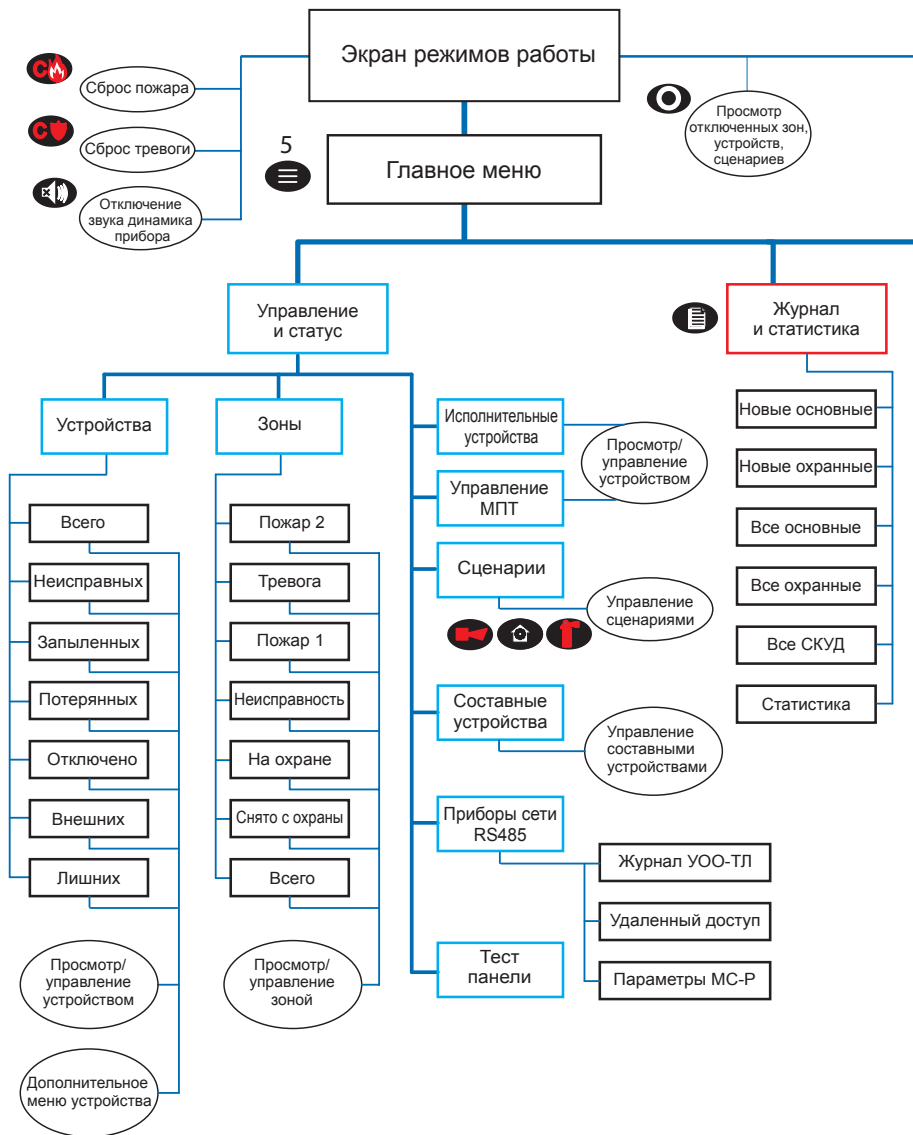 Экран режимов работы
С
Сброс пожара
С
Сброс тревоги
Отключение
звука динамика
прибора
Просмотр
отключенных зон,
устройств,
сценариев
5
Главное меню
Управление
и статус
Журнал
и статистика
Устройства
Всего
Неисправных
Запыленных
Потерянных
Отключено
Внешних
Лишних
Просмотр/
управление
устройством
Дополнительное
меню устройства
Зоны
Пожар 2
Тревога
Пожар 1
Неисправность
На охране
Снято с охраны
Всего
Просмотр/
управление
зоной
Исполнительные
устройства
Управление
МПТ
Просмотр/
управление
устройством
Сценарии
Управление
сценариями
Составные
устройства
Управление
составными
устройствами
Приборы сети
RS485
Журнал УОО-ТЛ
Удаленный доступ
Параметры МС-Р
Тест
панели
Новые основные
Новые охранные
Все основные
Все охранные
Все СКУД
Статистика